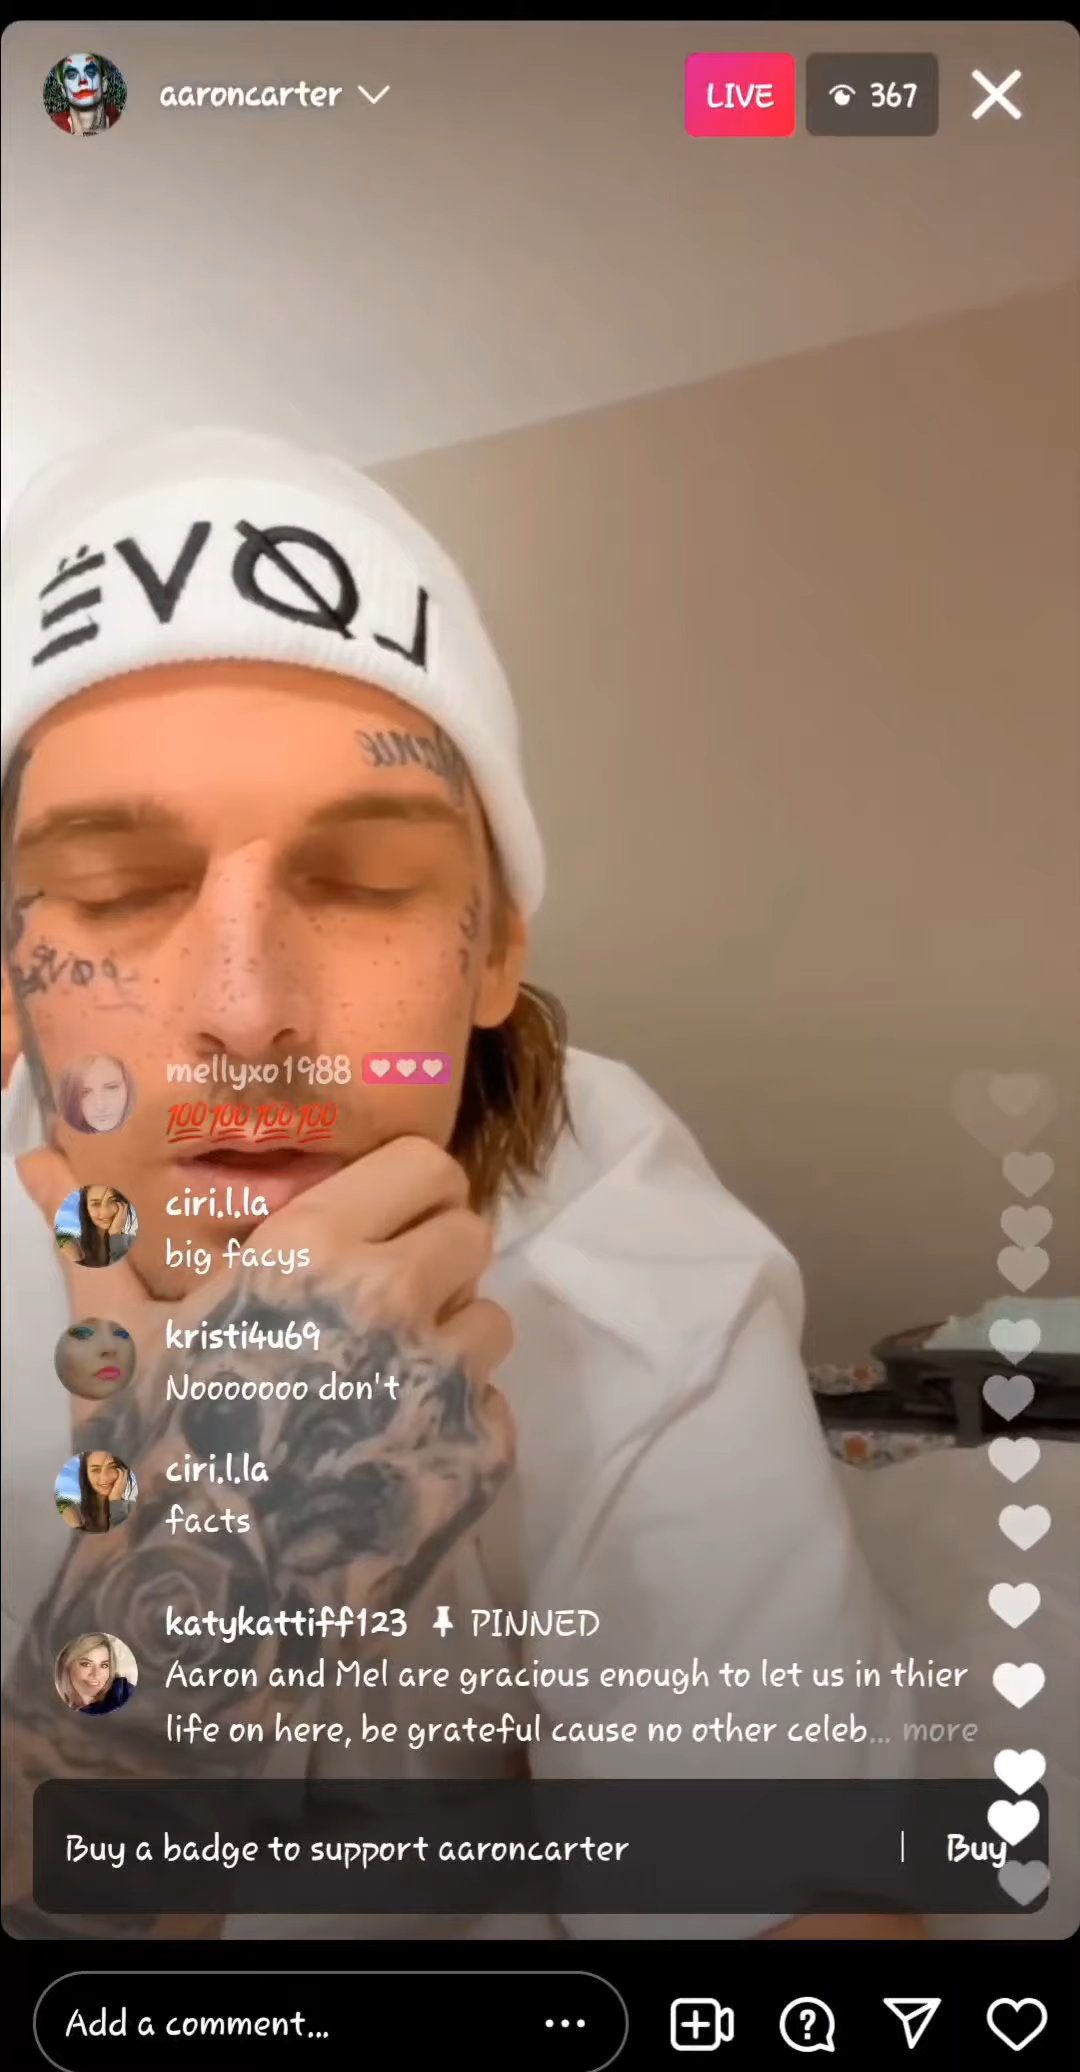 aaroncarter
LIVE
367
LOVË
mellyxo1988
💯💯💯💯
ciri.l.la
big facys
kristi4u69
Nooooooo don't
ciri.l.la
facts
katykattiff123 PINNED
Aaron and Mel are gracious enough to let us in thier
life on here, be grateful cause no other celeb... more
Buy a badge to support aaroncarter | Buy
Add a comment...